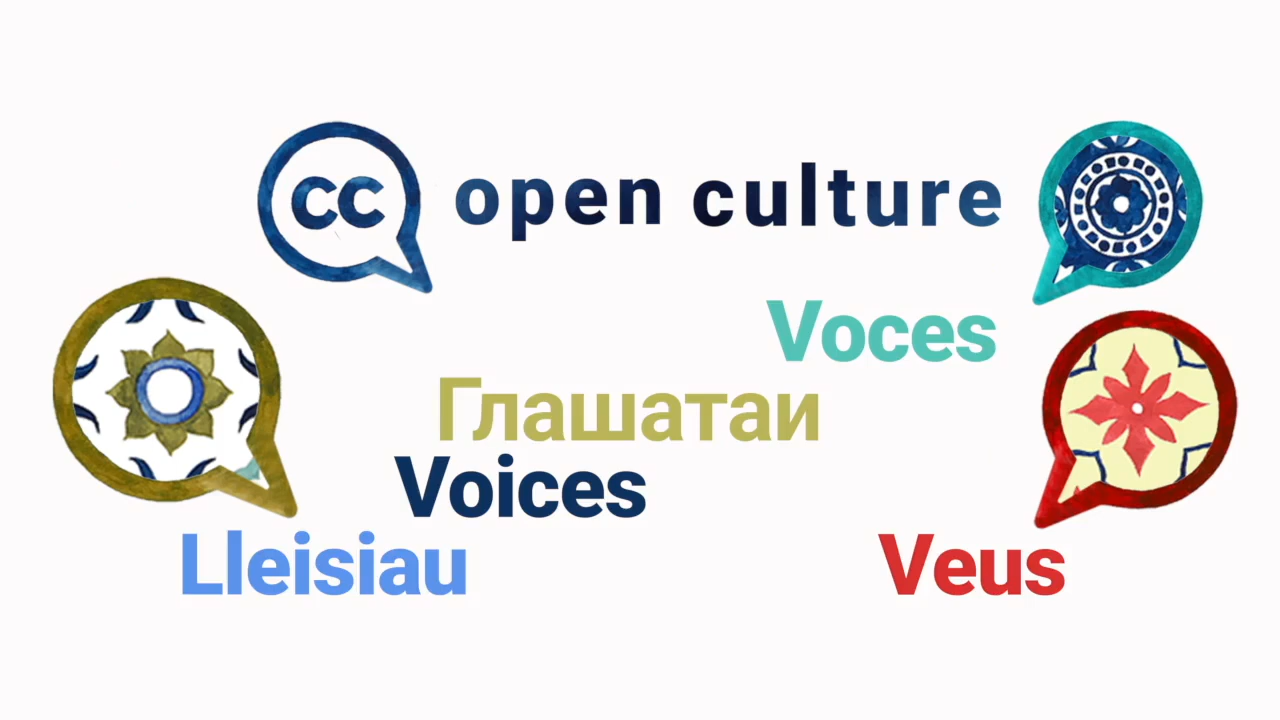 cc open culture
Voces
Глашатаи
Voices
Lleisiau
Veus